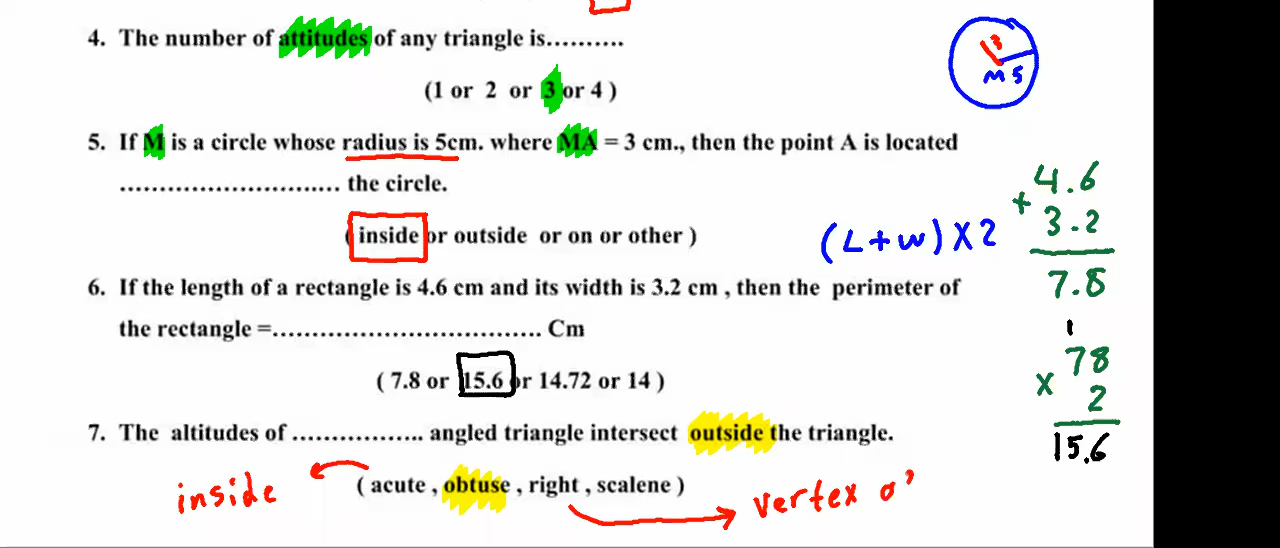 4. The number of attitudes of any triangle is..........
(1 or 2 or 3 or 4 )
3
M 5
5. If M is a circle whose radius is 5cm. where MA = 3 cm., then the point A is located
............................ the circle.
( inside or outside or on or other )
(L+w) x 2
4.6
+ 3.2
7.8
6. If the length of a rectangle is 4.6 cm and its width is 3.2 cm , then the perimeter of
the rectangle =.................................. Cm
( 7.8 or 15.6 or 14.72 or 14 )
1
78
x 2
15.6
7. The altitudes of ................. angled triangle intersect outside the triangle.
( acute , obtuse , right , scalene )
inside
vertex